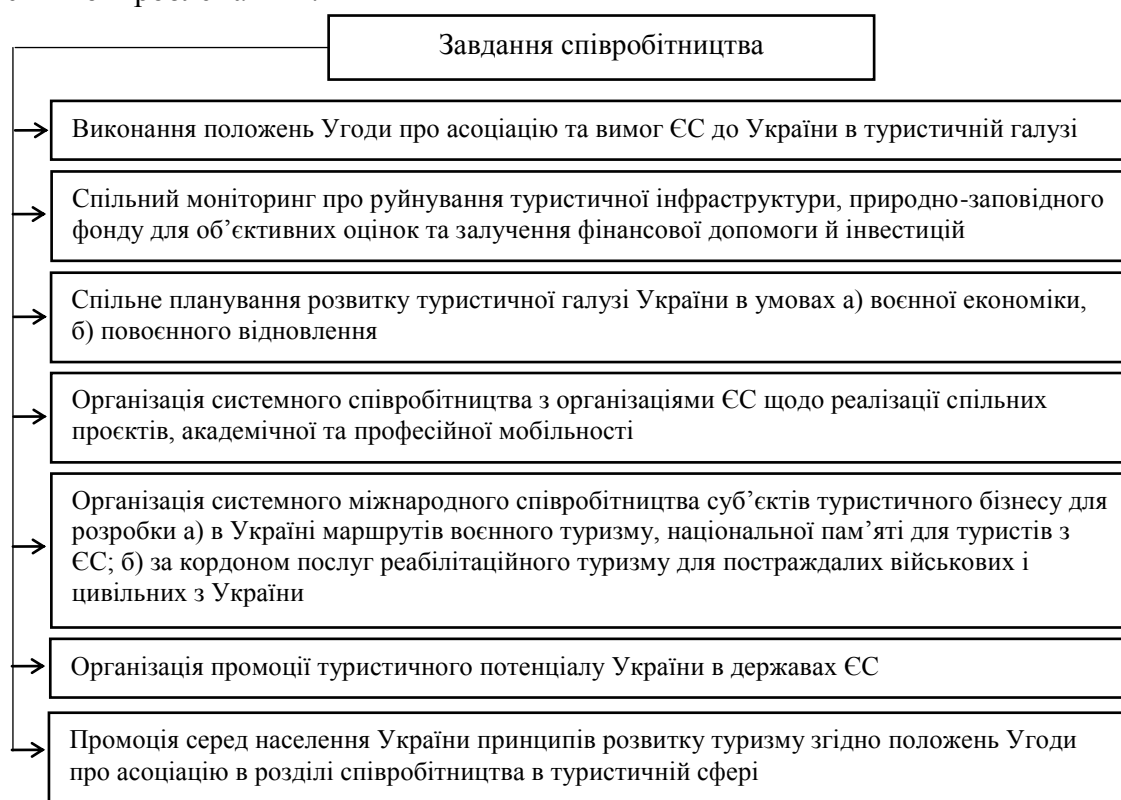 Завдання співробітництва
Виконання положень Угоди про асоціацію та вимог ЄС до України в туристичній галузі
Спільний моніторинг про руйнування туристичної інфраструктури, природно-заповідного
фонду для об’єктивних оцінок та залучення фінансової допомоги й інвестицій
Спільне планування розвитку туристичної галузі України в умовах а) воєнної економіки,
б) повоєнного відновлення
Організація системного співробітництва з організаціями ЄС щодо реалізації спільних
проєктів, академічної та професійної мобільності
Організація системного міжнародного співробітництва суб’єктів туристичного бізнесу для
розробки а) в Україні маршрутів воєнного туризму, національної пам’яті для туристів з
ЄС; б) за кордоном послуг реабілітаційного туризму для постраждалих військових і
цивільних з України
Організація промоції туристичного потенціалу України в державах ЄС
Промоція серед населення України принципів розвитку туризму згідно положень Угоди
про асоціацію в розділі співробітництва в туристичній сфері